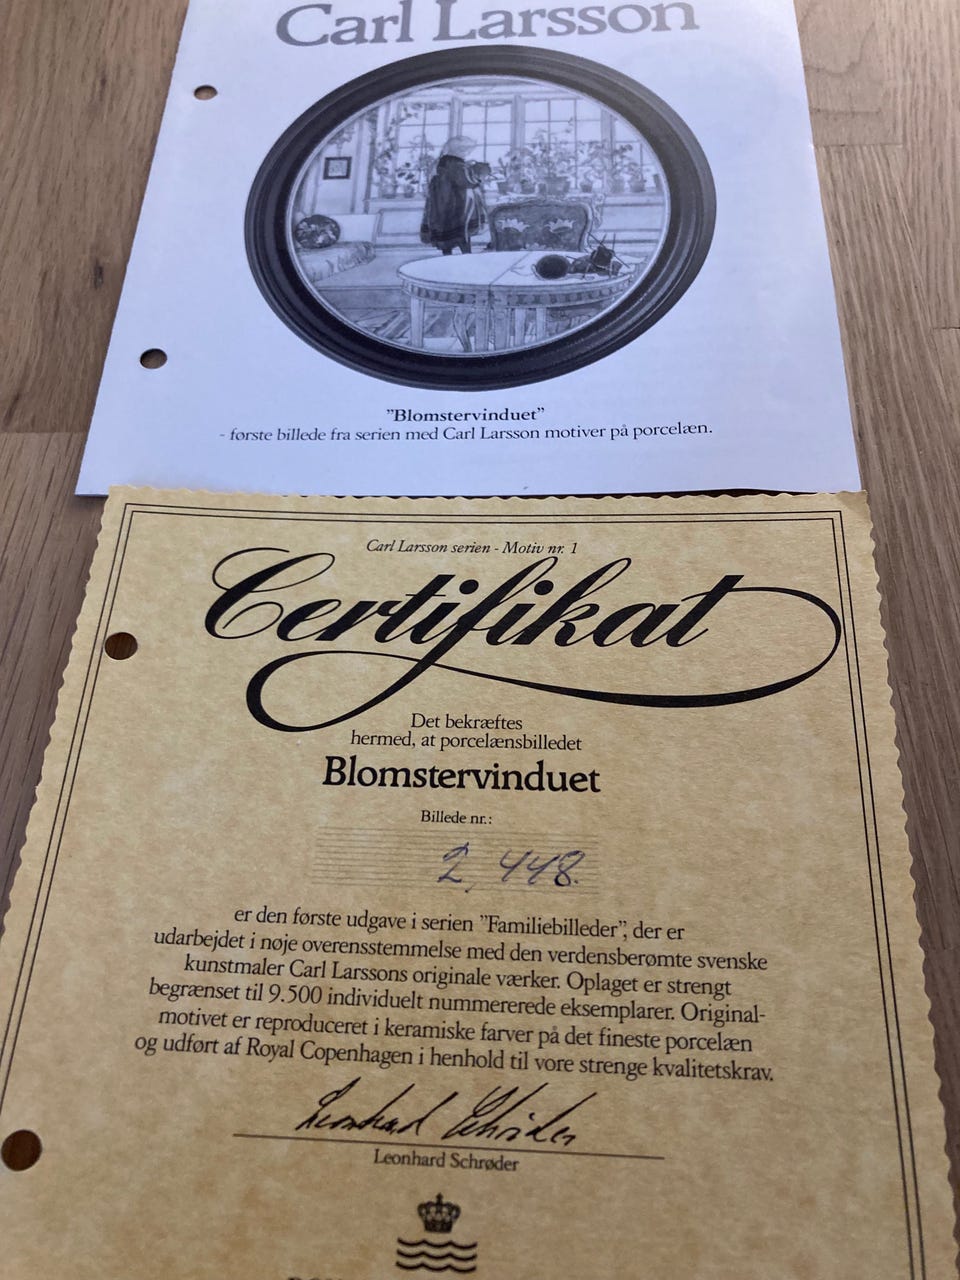 Carl Larsson
"Blomstervinduet"
- første billede fra serien med Carl Larsson motiver på porcelæn.
Carl Larsson serien - Motiv nr. 1
Certifikat
Det bekræftes
hermed, at porcelænsbilledet
Blomstervinduet
Billede nr.:
2,448.
er den første udgave i serien "Familiebilleder", der er
udarbejdet i nøje overensstemmelse med den verdensberømte svenske
kunstmaler Carl Larssons originale værker. Oplaget er strengt
begrænset til 9.500 individuelt nummererede eksemplarer. Original-
motivet er reproduceret i keramiske farver på det fineste porcelæn
og udført af Royal Copenhagen i henhold til vore strenge kvalitetskrav.
Leonhard Schrøder
Leonhard Schrøder